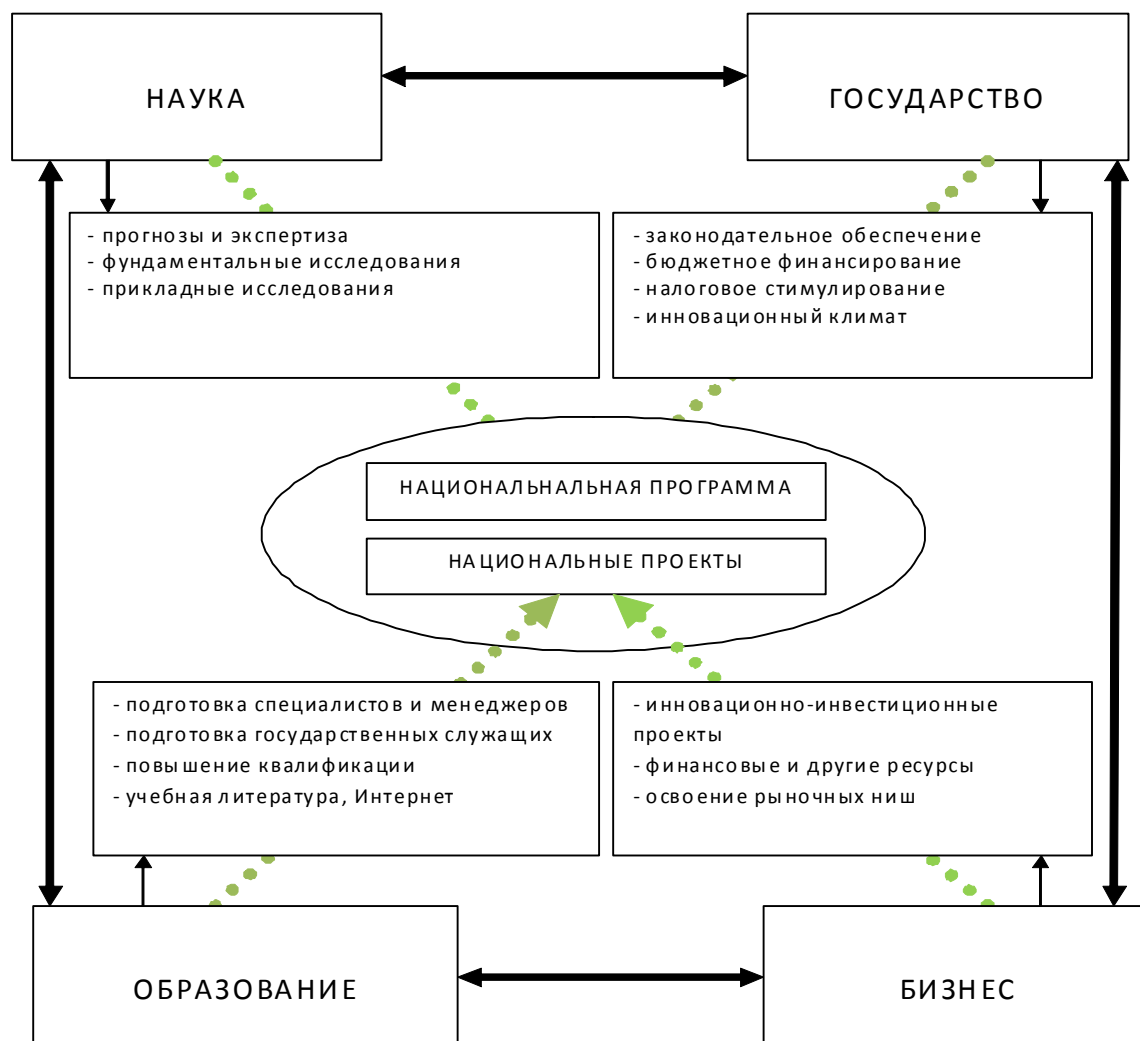 НАУКА
ГОСУДАРСТВО
- прогнозы и экспертиза
- фундаментальные исследования
- прикладные исследования
- законодательное обеспечение
- бюджетное финансирование
- налоговое стимулирование
- инновационный климат
НАЦИОНАЛЬНАЛЬНАЯ ПРОГРАММА
НАЦИОНАЛЬНЫЕ ПРОЕКТЫ
- подготовка специалистов и менеджеров
- подготовка государственных служащих
- повышение квалификации
- учебная литература, Интернет
- инновационно-инвестиционные
проекты
- финансовые и другие ресурсы
- освоение рыночных ниш
ОБРАЗОВАНИЕ
БИЗНЕС